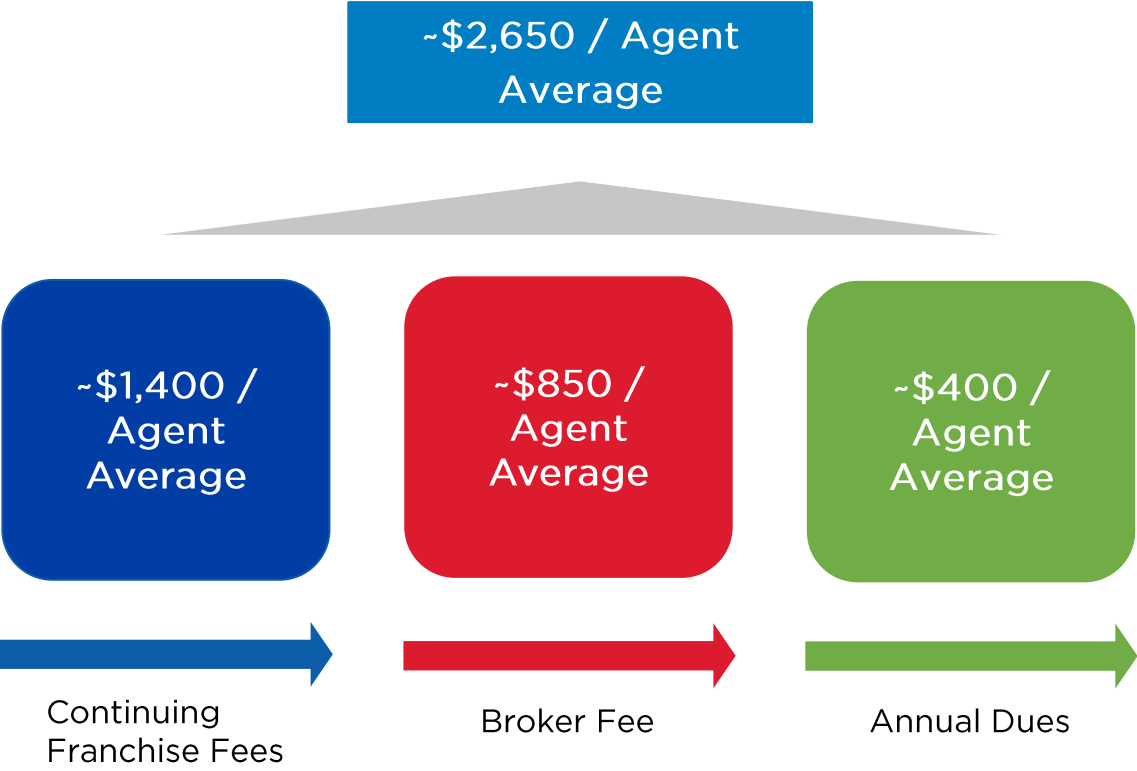 ~$2,650 / Agent
Average
~$1,400 /
Agent
Average
~$850 /
Agent
Average
~$400 /
Agent
Average
Continuing
Franchise Fees
Broker Fee
Annual Dues